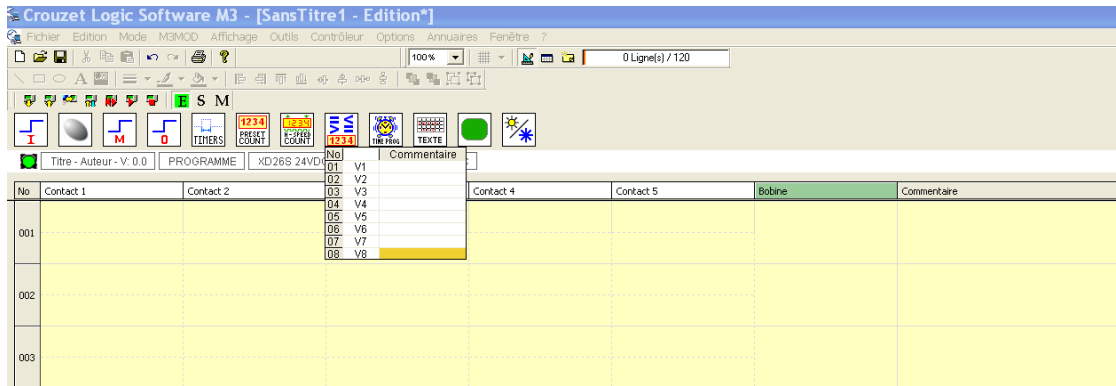 Crouzet Logic Software M3 - [SansTitre1 - Edition*]
Fichier Edition Mode M3MOD Affichage Outils Contrôleur Options Annuaires Fenêtre ?
100% 0 Ligne(s) / 120
A
E S M
I M O TIMERS 1234 PRESET COUNT 1234 H-SPEED COUNT 1234 TIME PROG TEXTE
Titre - Auteur - V: 0.0 PROGRAMME XD26S 24VDC
No Commentaire
01 V1
02 V2
03 V3
04 V4
05 V5
06 V6
07 V7
08 V8
No Contact 1 Contact 2 Contact 4 Contact 5 Bobine Commentaire
001
002
003